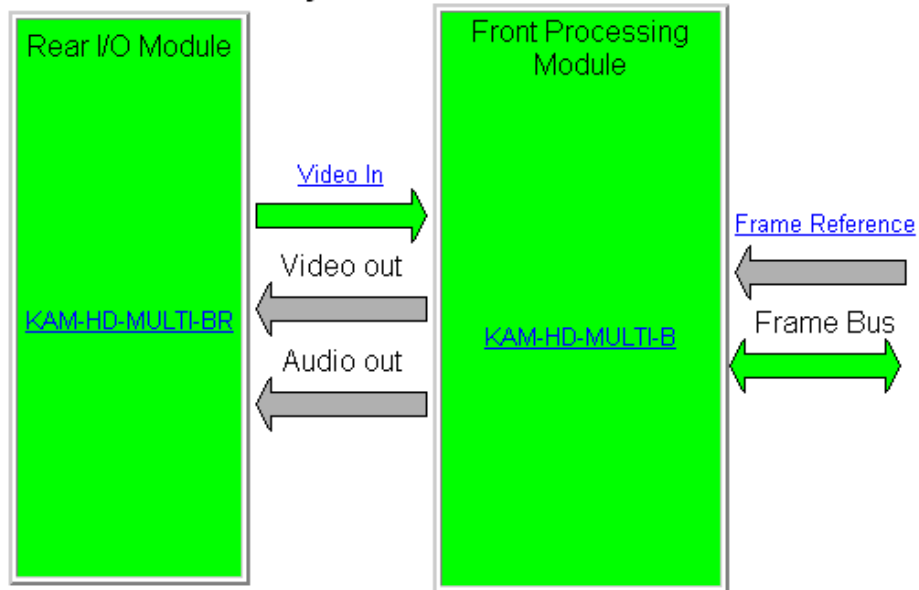 Rear I/O Module
Front Processing
Module
Video In
Frame Reference
Video out
Frame Bus
KAM-HD-MULTI-BR
KAM-HD-MULTI-B
Audio out